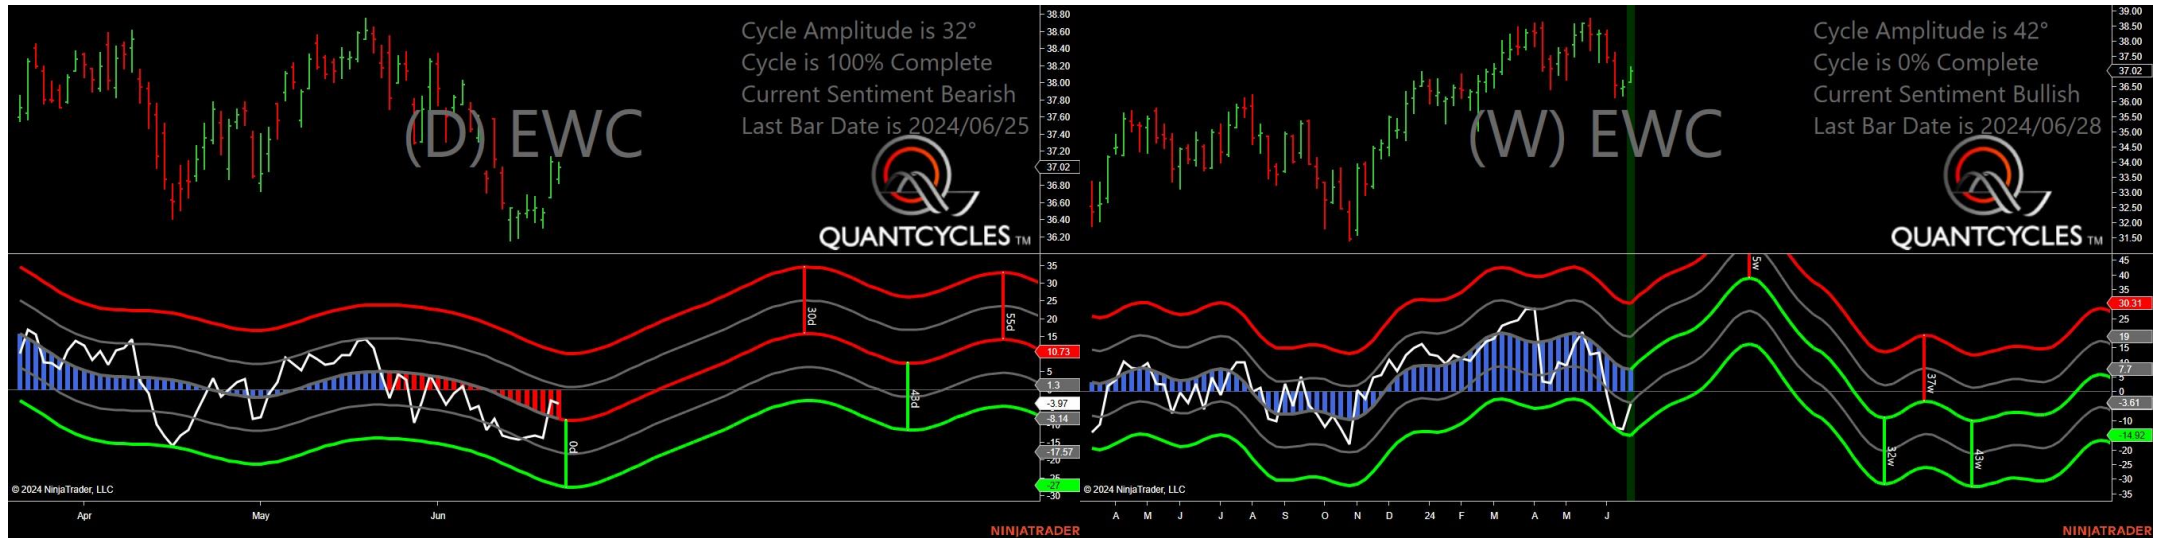 Cycle Amplitude is 32°
Cycle is 100% Complete
Current Sentiment Bearish
Last Bar Date is 2024/06/25
(D) EWC
QUANTCYCLES TM
38.80
38.60
38.40
38.20
38.00
37.80
37.60
37.40
37.20
37.02
36.80
36.60
36.40
36.20
35
30
25
20
15
10.73
5
1.3
-3.97
-8.14
-10
-15
-17.57
-20
-27
-30
30d
55d
48d
0d
© 2024 NinjaTrader, LLC
Apr
May
Jun
NINJATRADER
Cycle Amplitude is 42°
Cycle is 0% Complete
Current Sentiment Bullish
Last Bar Date is 2024/06/28
(W) EWC
QUANTCYCLES TM
39.00
38.50
38.00
37.50
37.02
36.50
36.00
35.50
35.00
34.50
34.00
33.50
33.00
32.50
32.00
31.50
45
40
35
30.31
25
19
15
10
7.7
5
0
-3.61
-10
-14.92
-20
-25
-30
-35
5w
37w
32w
43w
© 2024 NinjaTrader, LLC
A M J J A S O N D 24 F M A M J
NINJATRADER